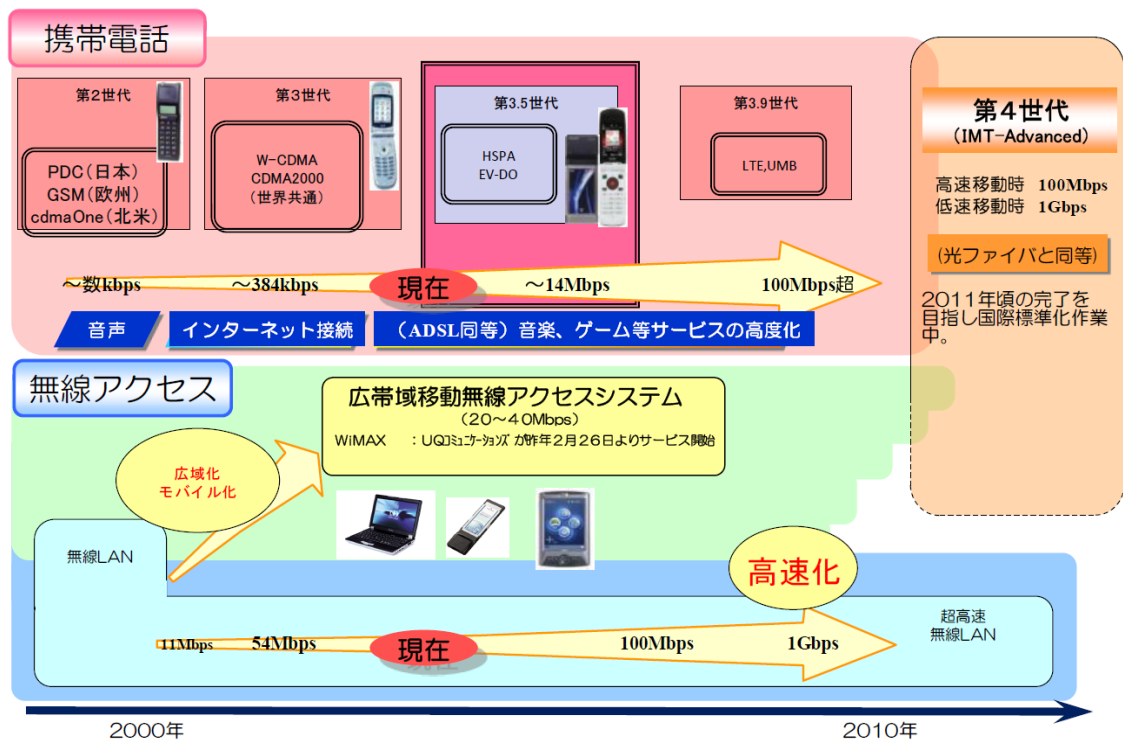 携帯電話
第2世代
PDC(日本)
GSM(欧州)
cdmaOne(北米)
第3世代
W-CDMA
CDMA2000
(世界共通)
第3.5世代
HSPA
EV-DO
第3.9世代
LTE,UMB
第4世代
(IMT-Advanced)
高速移動時 100Mbps
低速移動時 1Gbps
(光ファイバと同等)
2011年頃の完了を
目指し国際標準化作業
中。
～数kbps
～384kbps
現在
～14Mbps
100Mbps超
音声
インターネット接続
(ADSL同等)音楽、ゲーム等サービスの高度化
無線アクセス
広帯域移動無線アクセスシステム
(20～40Mbps)
WiMAX :UQコミュニケーションズ が昨年2月26日よりサービス開始
広域化
モバイル化
無線LAN
高速化
11Mbps
54Mbps
現在
100Mbps
1Gbps
超高速
無線LAN
2000年
2010年